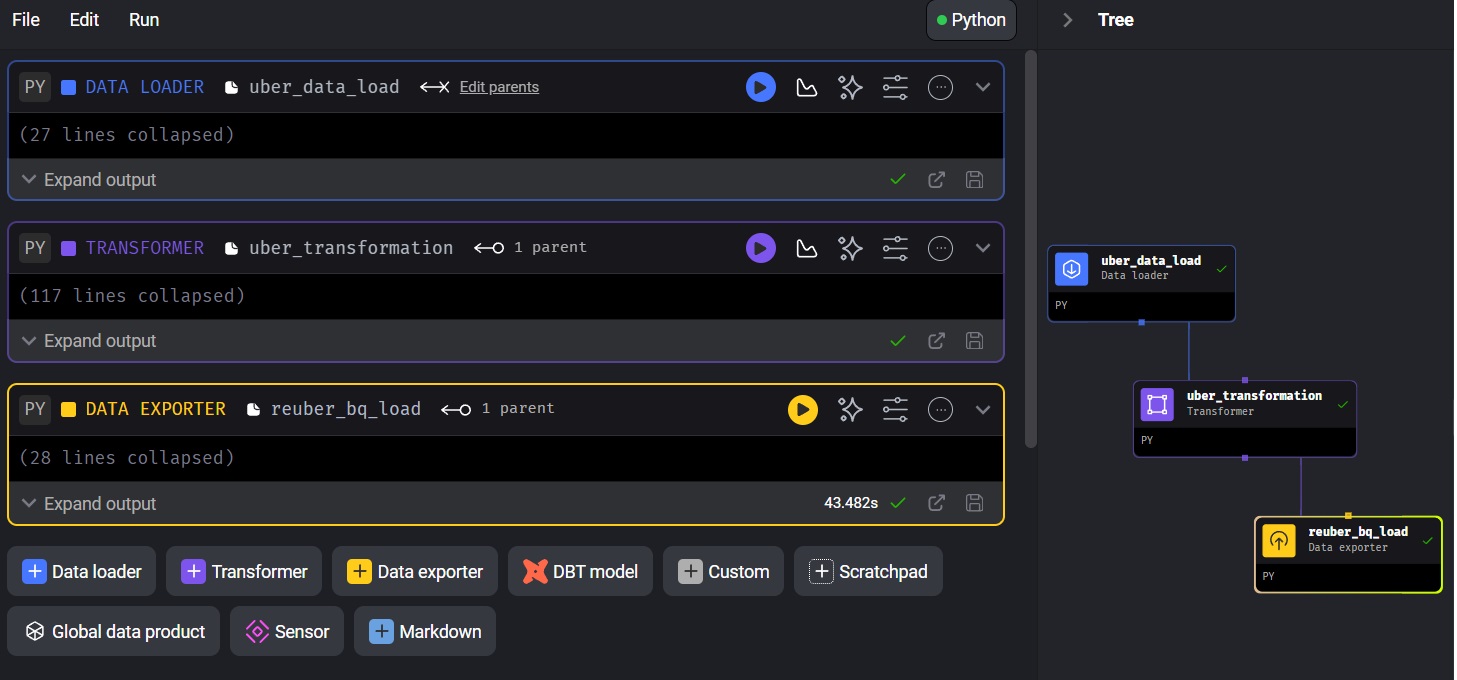 File Edit Run Python
PY DATA LOADER uber_data_load Edit parents
(27 lines collapsed)
Expand output
PY TRANSFORMER uber_transformation 1 parent
(117 lines collapsed)
Expand output
PY DATA EXPORTER reuber_bq_load 1 parent
(28 lines collapsed)
Expand output 43.482s
Data loader Transformer Data exporter DBT model Custom Scratchpad
Global data product Sensor Markdown
Tree
uber_data_load
Data loader
PY
uber_transformation
Transformer
PY
reuber_bq_load
Data exporter
PY